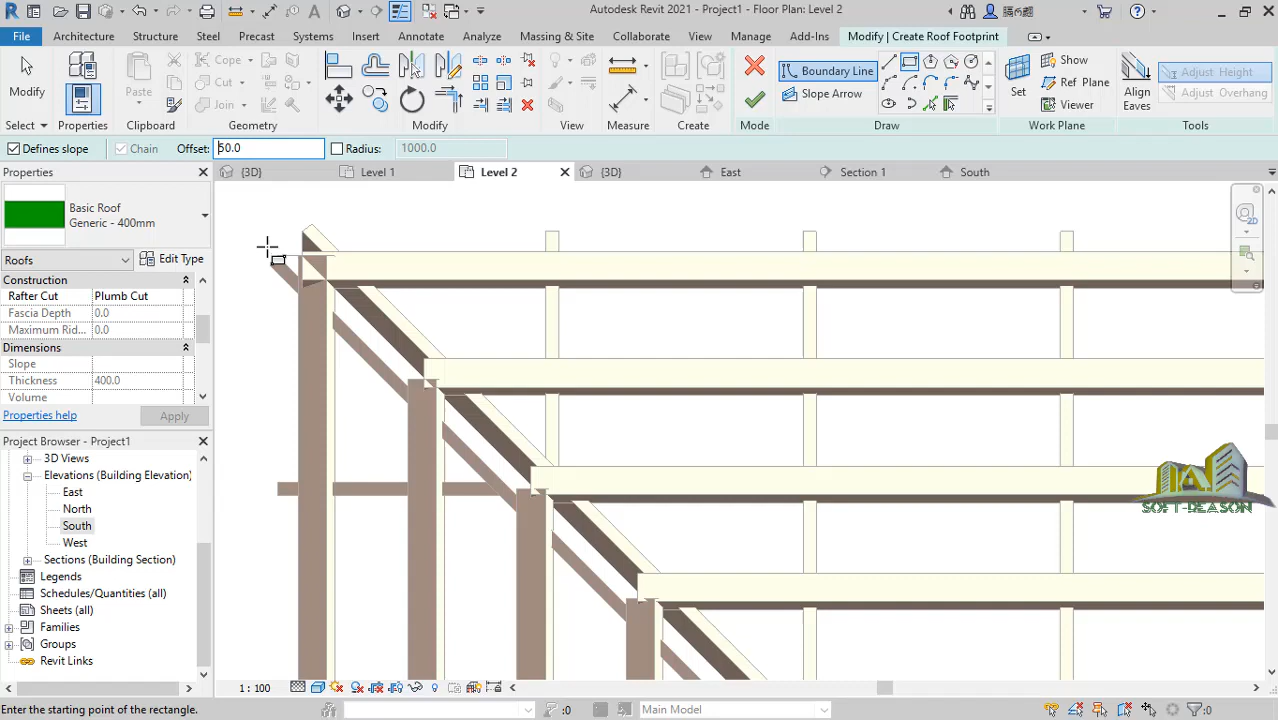 Autodesk Revit 2021 - Project1 - Floor Plan: Level 2
File Architecture Structure Steel Precast Systems Insert Annotate Analyze Massing & Site Collaborate View Manage Add-Ins Modify | Create Roof Footprint
Modify
Select
Properties
Paste
Clipboard
Cope
Cut
Join
Geometry
Modify
View
Measure
Create
Mode
Boundary Line
Slope Arrow
Draw
Set
Show
Ref Plane
Viewer
Work Plane
Align
Eaves
Adjust Height
Adjust Overhang
Tools
Defines slope Chain Offset: 50.0 Radius: 1000.0
Properties
{3D} Level 1 Level 2 {3D} East Section 1 South
Basic Roof
Generic - 400mm
Roofs Edit Type
Construction
Rafter Cut Plumb Cut
Fascia Depth 0.0
Maximum Rid... 0.0
Dimensions
Slope
Thickness 400.0
Volume
Properties help Apply
Project Browser - Project1
3D Views
Elevations (Building Elevation)
East
North
South
West
Sections (Building Section)
Legends
Schedules/Quantities (all)
Sheets (all)
Families
Groups
Revit Links
SOFT-REASON
1 : 100
Enter the starting point of the rectangle.
:0
Main Model
:0